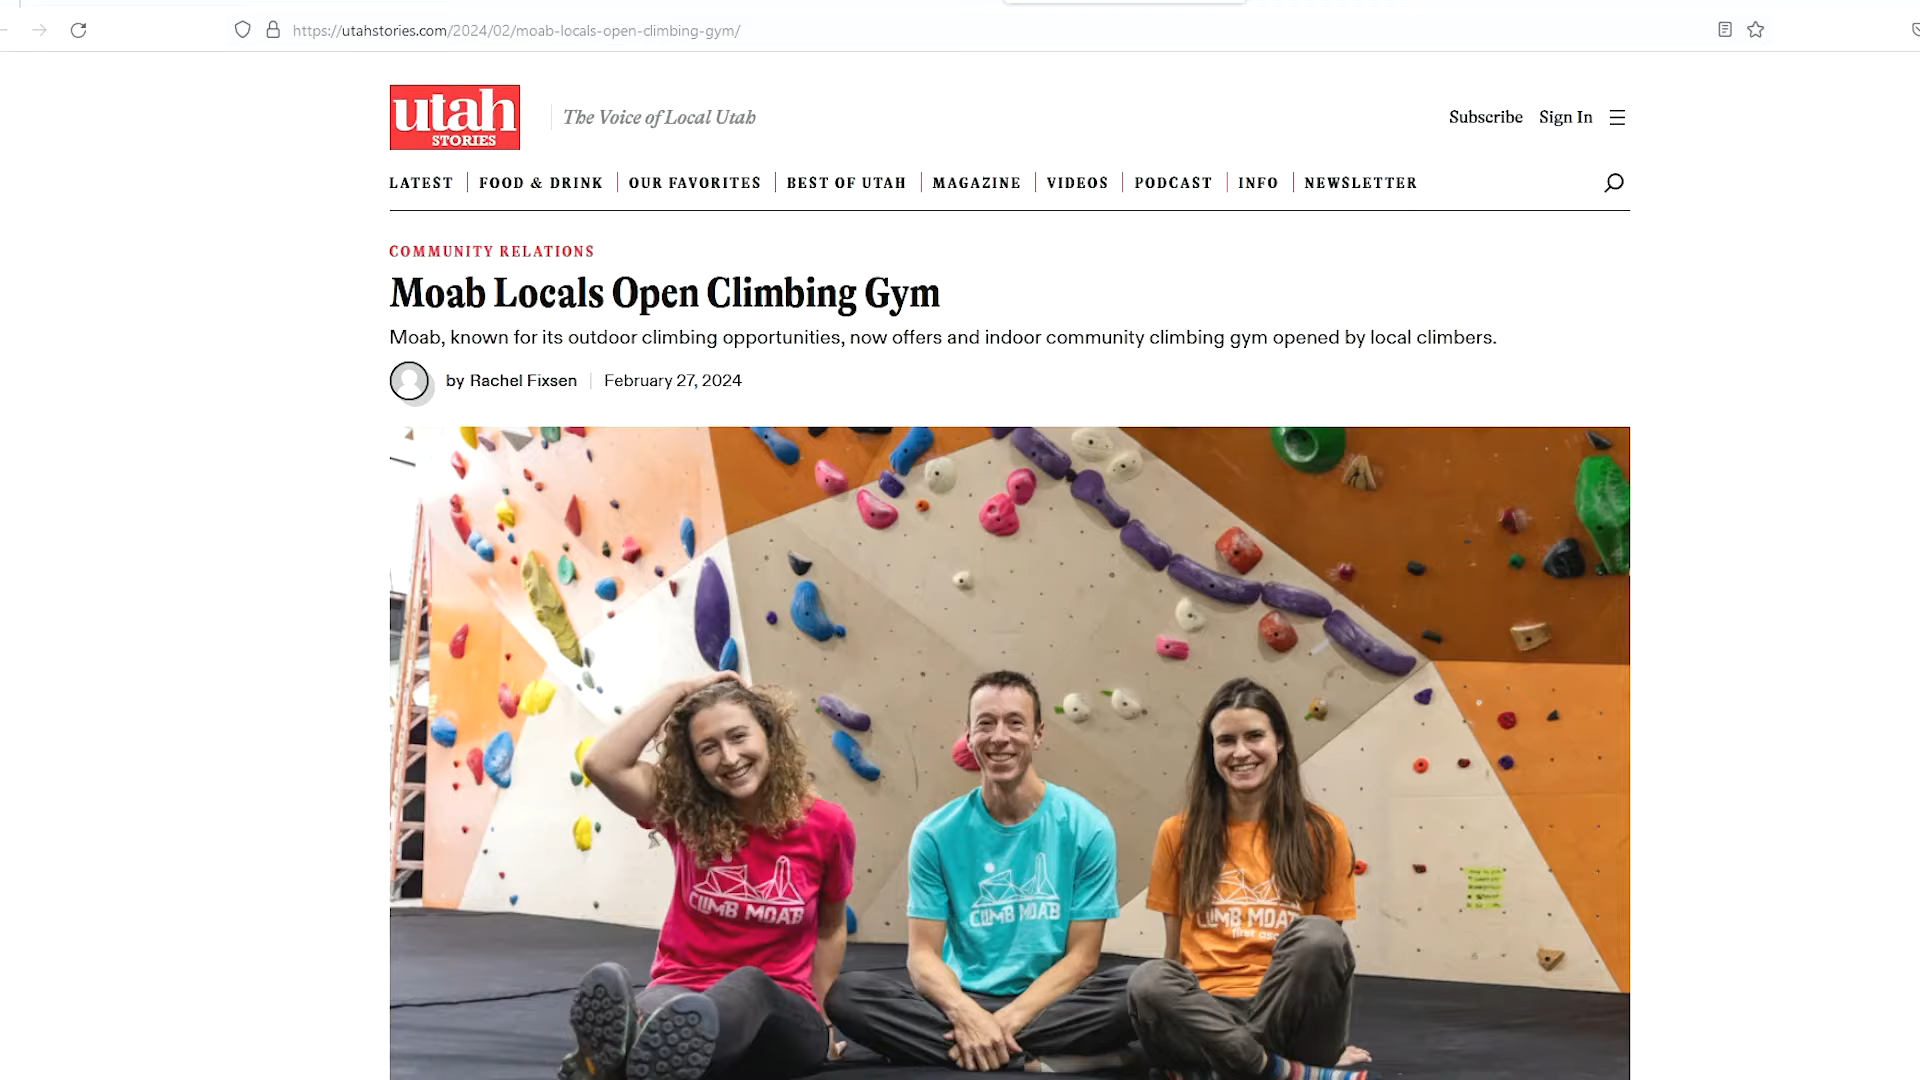 https://utahstories.com/2024/02/moab-locals-open-climbing-gym/
utah
STORIES
The Voice of Local Utah
Subscribe Sign In
LATEST FOOD & DRINK OUR FAVORITES BEST OF UTAH MAGAZINE VIDEOS PODCAST INFO NEWSLETTER
COMMUNITY RELATIONS
Moab Locals Open Climbing Gym
Moab, known for its outdoor climbing opportunities, now offers and indoor community climbing gym opened by local climbers.
by Rachel Fixsen February 27, 2024
CLIMB MOAB
CLIMB MOAB
CLIMB MOA
first asc